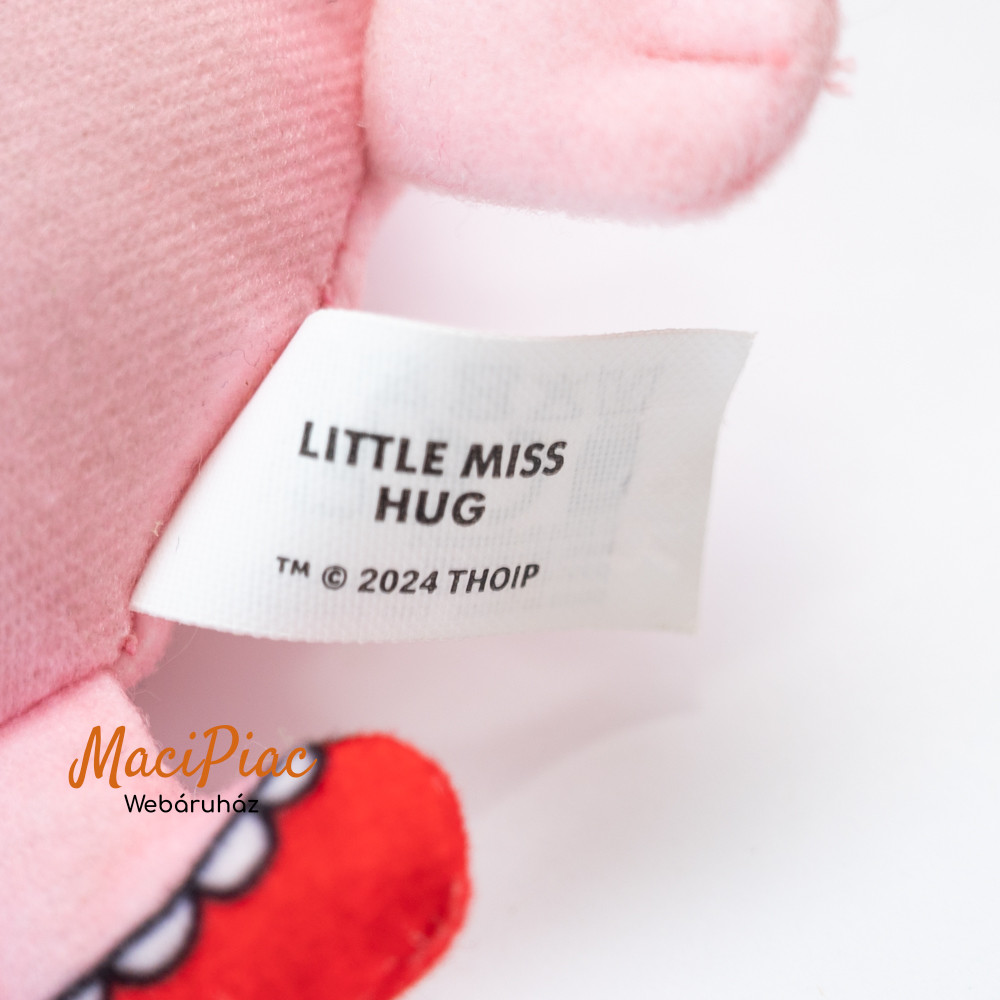 LITTLE MISS
HUG
™ © 2024 THOIP
MaciPiac
Webáruház